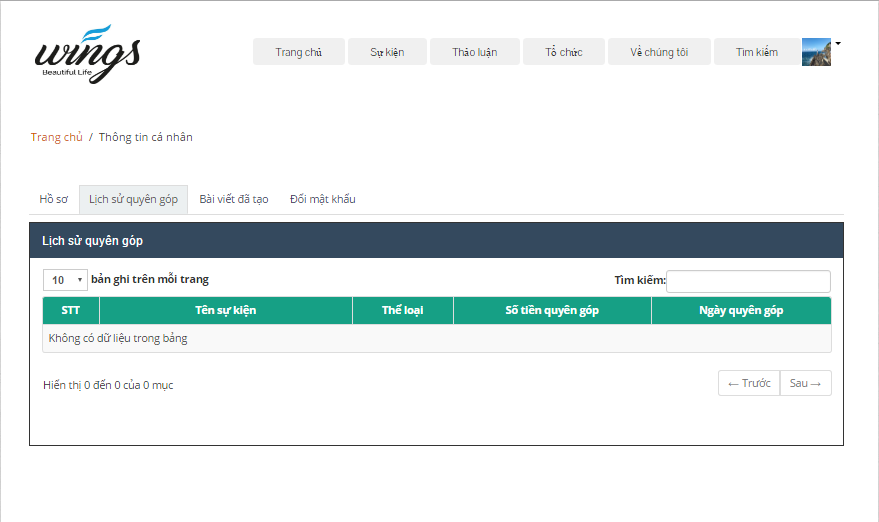 wings
Beautiful Life
Trang chủ Sự kiện Thảo luận Tổ chức Về chúng tôi Tìm kiếm
Trang chủ / Thông tin cá nhân
Hồ sơ Lịch sử quyên góp Bài viết đã tạo Đổi mật khẩu
Lịch sử quyên góp
10 bản ghi trên mỗi trang Tìm kiếm:
STT Tên sự kiện Thể loại Số tiền quyên góp Ngày quyên góp
Không có dữ liệu trong bảng
Hiển thị 0 đến 0 của 0 mục ← Trước Sau →